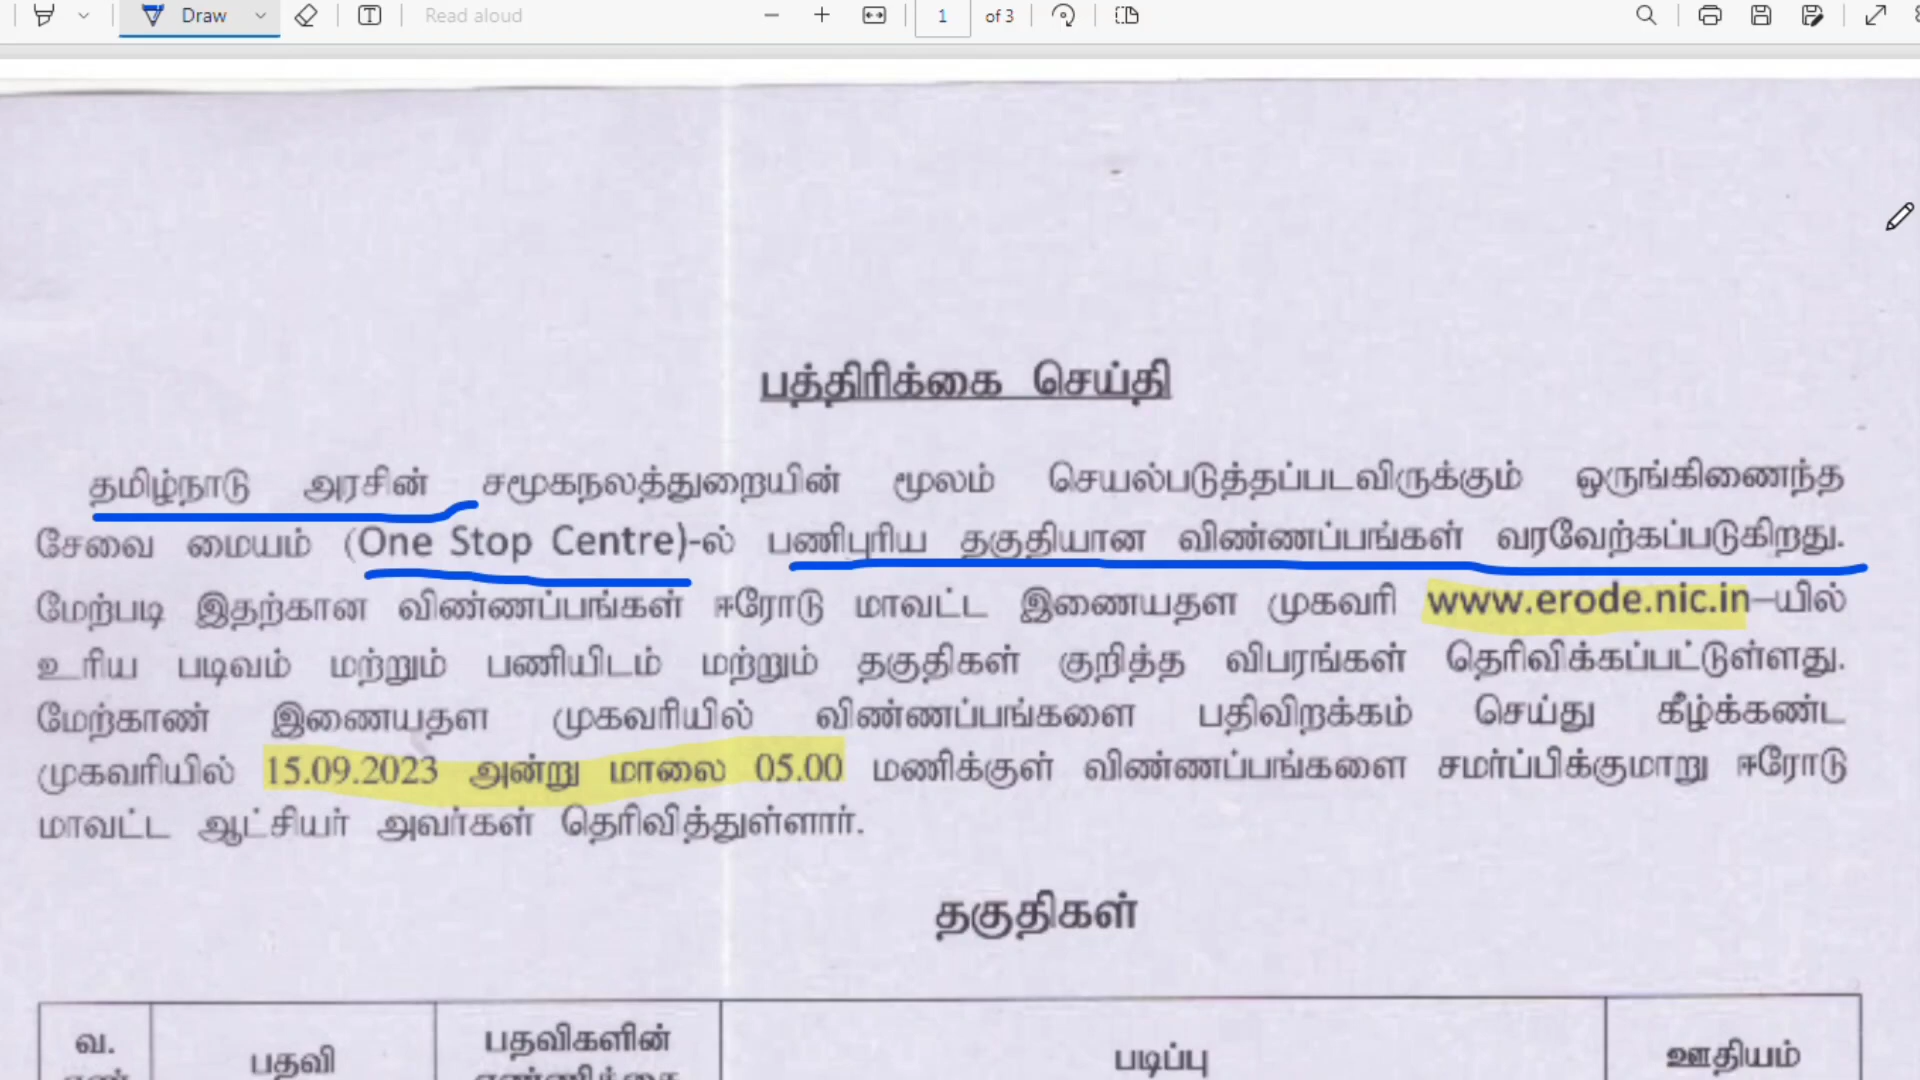 Draw
Read aloud
1 of 3
பத்திரிக்கை செய்தி
தமிழ்நாடு அரசின் சமூகநலத்துறையின் மூலம் செயல்படுத்தப்படவிருக்கும் ஒருங்கிணைந்த
சேவை மையம் (One Stop Centre)-ல் பணிபுரிய தகுதியான விண்ணப்பங்கள் வரவேற்கப்படுகிறது.
மேற்படி இதற்கான விண்ணப்பங்கள் ஈரோடு மாவட்ட இணையதள முகவரி www.erode.nic.in–யில்
உரிய படிவம் மற்றும் பணியிடம் மற்றும் தகுதிகள் குறித்த விபரங்கள் தெரிவிக்கப்பட்டுள்ளது.
மேற்காண் இணையதள முகவரியில் விண்ணப்பங்களை பதிவிறக்கம் செய்து கீழ்க்கண்ட
முகவரியில் 15.09.2023 அன்று மாலை 05.00 மணிக்குள் விண்ணப்பங்களை சமர்ப்பிக்குமாறு ஈரோடு
மாவட்ட ஆட்சியர் அவர்கள் தெரிவித்துள்ளார்.
தகுதிகள்
வ.
பதவி
பதவிகளின்
படிப்பு
ஊதியம்